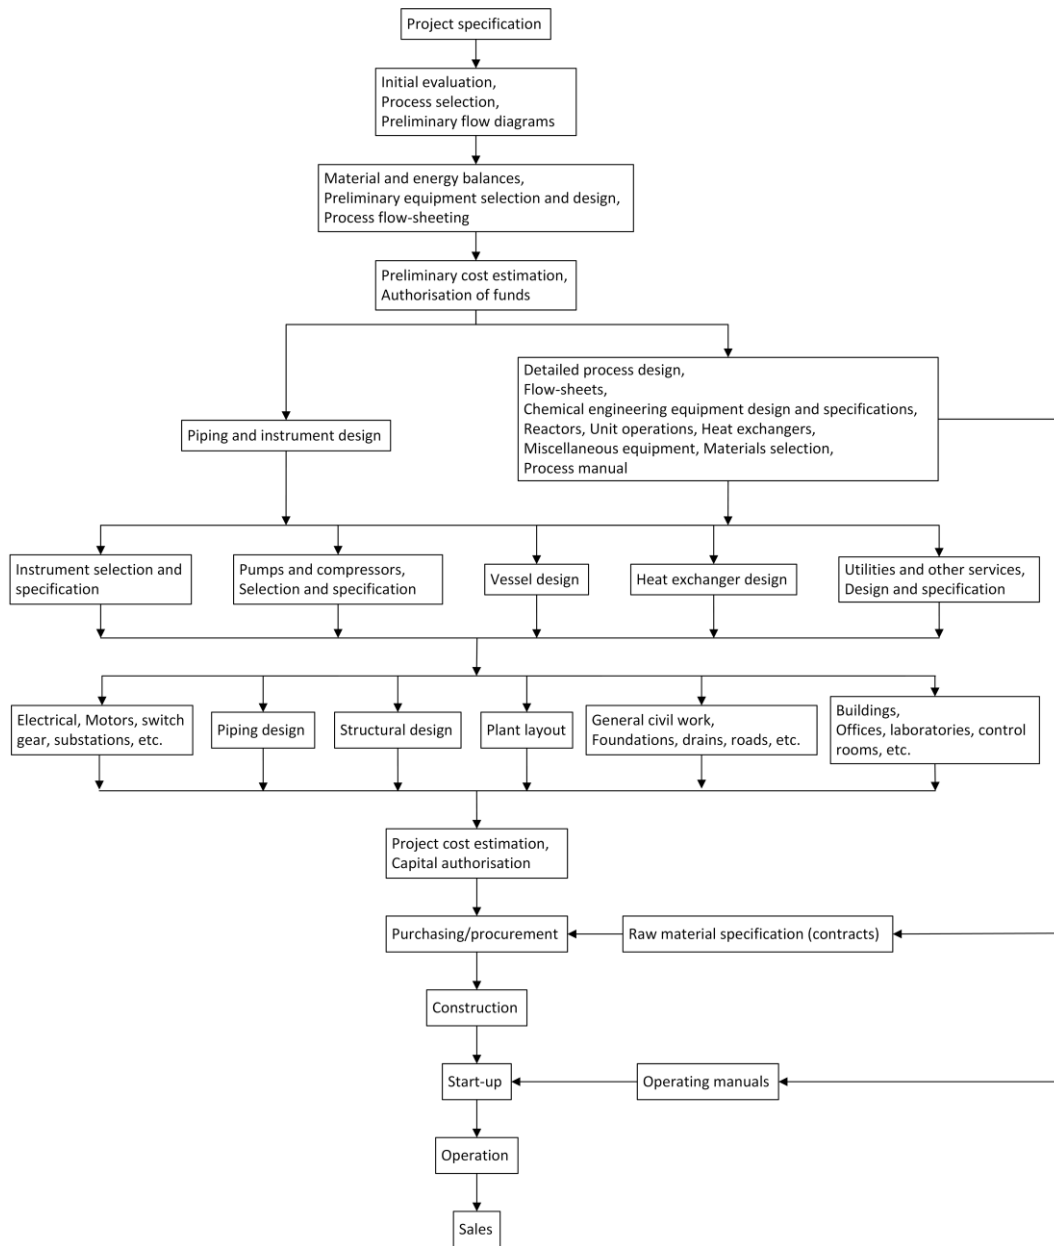 Project specification
Initial evaluation,
Process selection,
Preliminary flow diagrams
Material and energy balances,
Preliminary equipment selection and design,
Process flow-sheeting
Preliminary cost estimation,
Authorisation of funds
Piping and instrument design
Detailed process design,
Flow-sheets,
Chemical engineering equipment design and specifications,
Reactors, Unit operations, Heat exchangers,
Miscellaneous equipment, Materials selection,
Process manual
Instrument selection and
specification
Pumps and compressors,
Selection and specification
Vessel design
Heat exchanger design
Utilities and other services,
Design and specification
Electrical, Motors, switch
gear, substations, etc.
Piping design
Structural design
Plant layout
General civil work,
Foundations, drains, roads, etc.
Buildings,
Offices, laboratories, control
rooms, etc.
Project cost estimation,
Capital authorisation
Purchasing/procurement
Raw material specification (contracts)
Construction
Start-up
Operating manuals
Operation
Sales